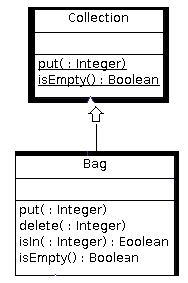 Collection
put( : Integer)
isEmpty() : Boolean
Bag
put( : Integer)
delete( : Integer)
isIn( : Integer) : Eoolean
isEmpty() : Boolean